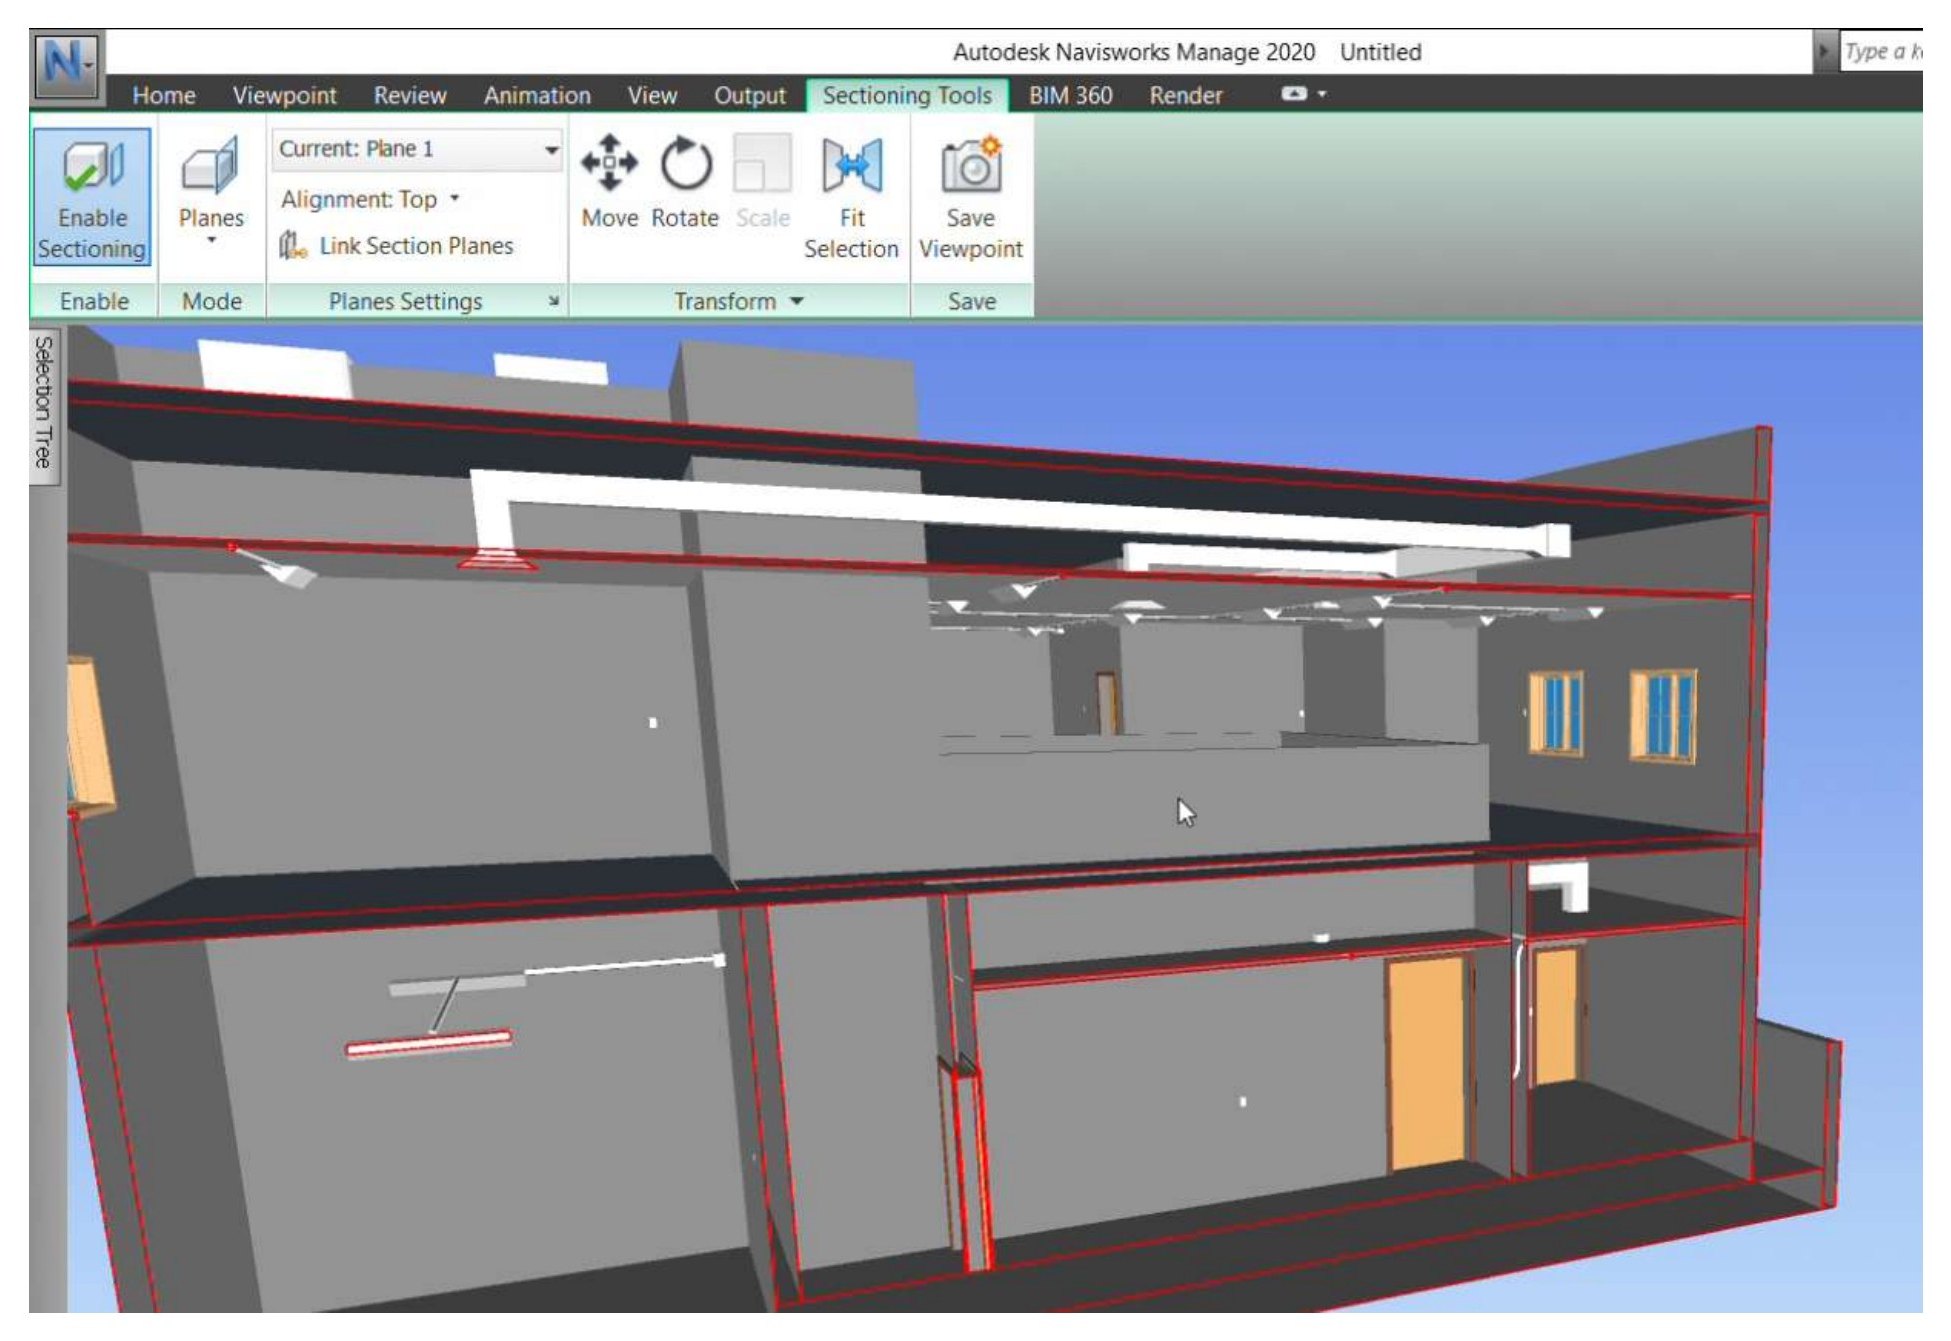 Autodesk Navisworks Manage 2020 Untitled
Type a k
N
Home Viewpoint Review Animation View Output Sectioning Tools BIM 360 Render
Enable
Sectioning
Planes
Current: Plane 1
Alignment: Top
Link Section Planes
Move Rotate Scale
Fit
Selection
Save
Viewpoint
Enable Mode Planes Settings Transform Save
Selection Tree